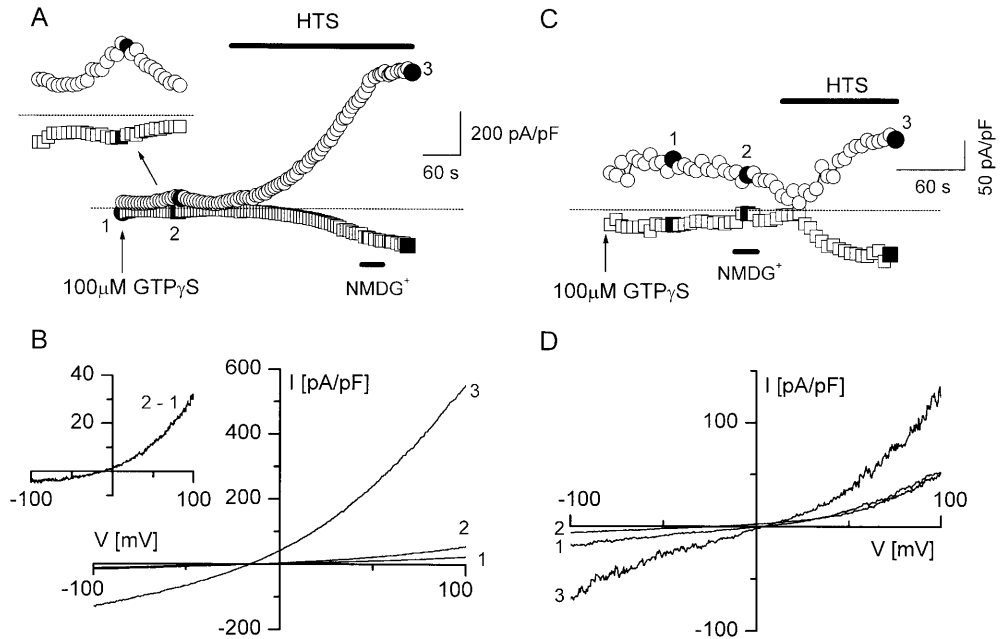 A
HTS
3
200 pA/pF
60 s
1
2
100μM GTPγS
NMDG+
C
HTS
1
2
3
50 pA/pF
60 s
NMDG+
100μM GTPγS
B
40
20
2 - 1
-100
100
600
I [pA/pF]
3
400
200
2
1
V [mV]
-100
100
-200
D
I [pA/pF]
100
-100
100
2
1
V [mV]
3
-100